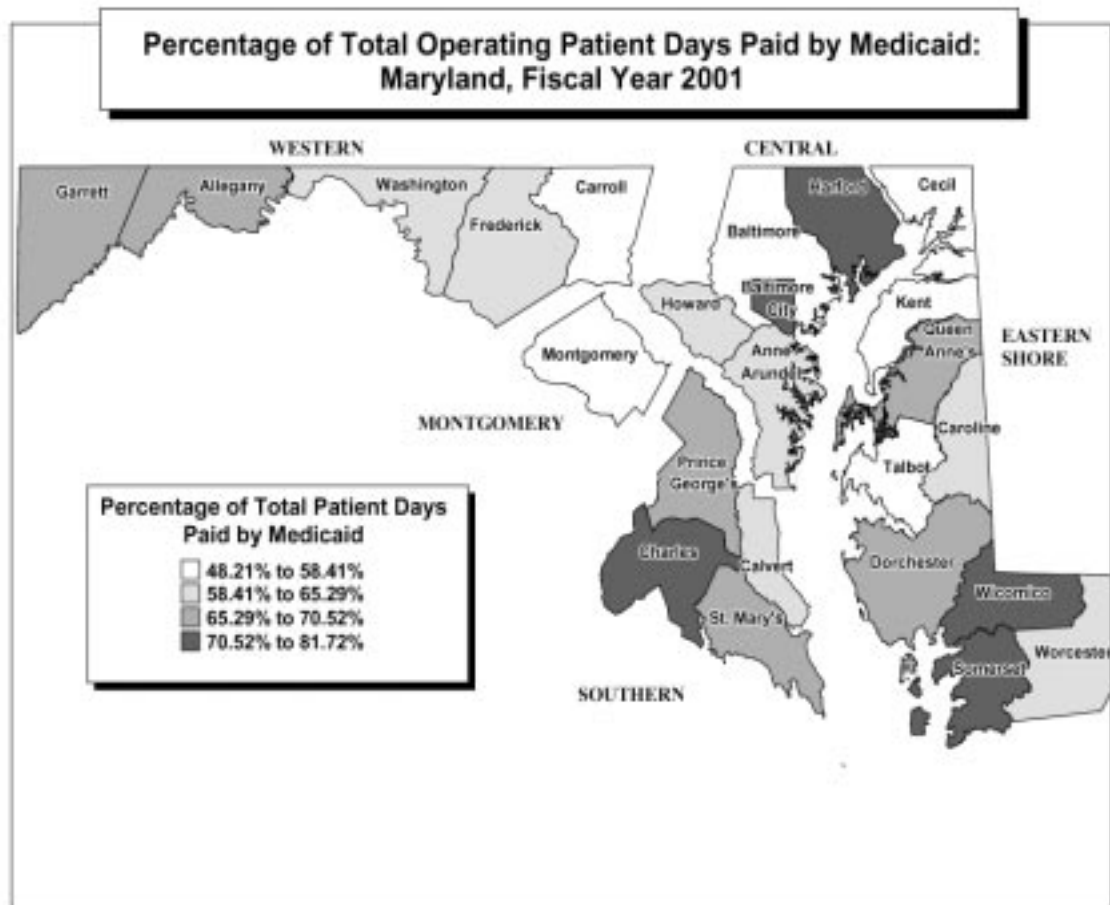 Percentage of Total Operating Patient Days Paid by Medicaid:
Maryland, Fiscal Year 2001
WESTERN
CENTRAL
Garrett
Allegany
Washington
Frederick
Carroll
Baltimore
Harford
Cecil
Baltimore
City
Howard
Kent
Queen
Anne's
EASTERN
SHORE
Montgomery
Anne
Arundel
MONTGOMERY
Caroline
Talbot
Prince
George's
Percentage of Total Patient Days
Paid by Medicaid
48.21% to 58.41%
58.41% to 65.29%
65.29% to 70.52%
70.52% to 81.72%
Charles
Calvert
Dorchester
Wicomico
St. Mary's
Worcester
Somerset
SOUTHERN